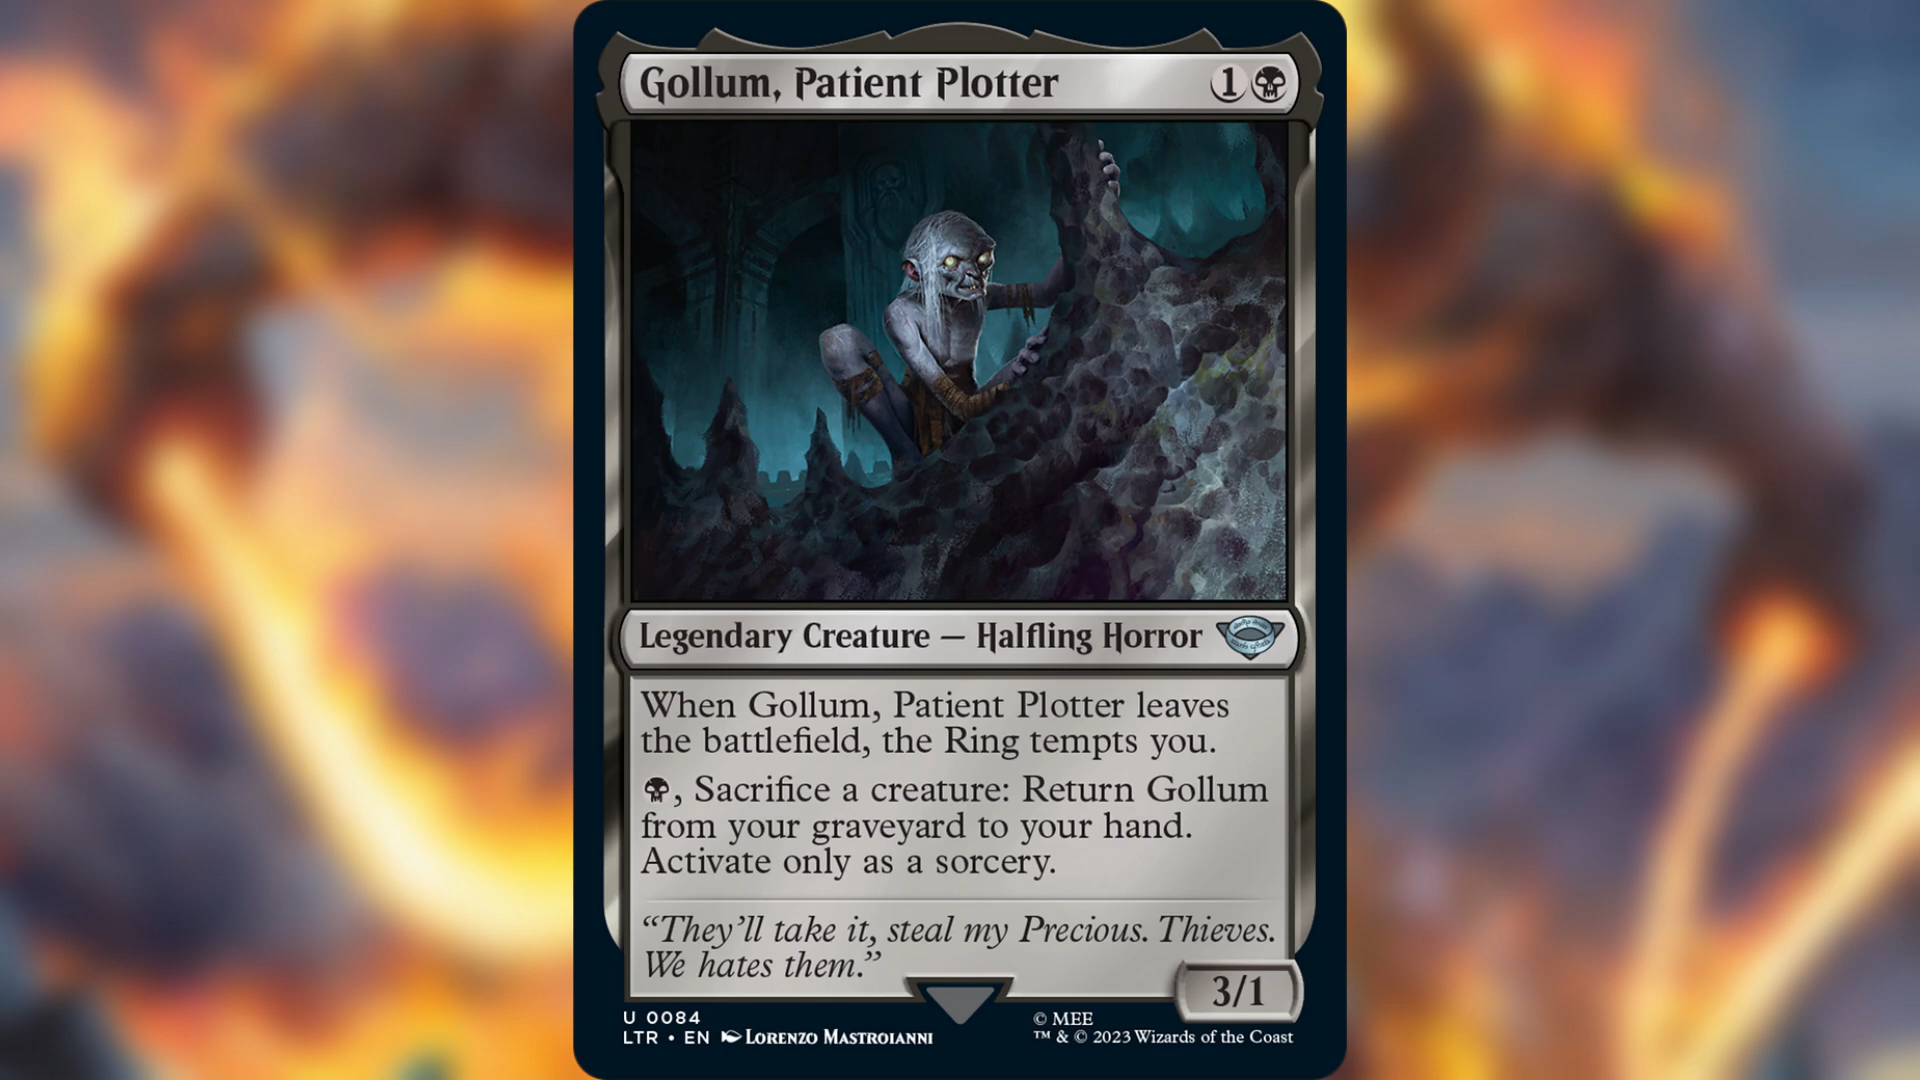 Gollum, Patient Plotter 1
Legendary Creature — Halfling Horror
When Gollum, Patient Plotter leaves
the battlefield, the Ring tempts you.
, Sacrifice a creature: Return Gollum
from your graveyard to your hand.
Activate only as a sorcery.
“They’ll take it, steal my Precious. Thieves.
We hates them.”
3/1
U 0084
LTR • EN Lorenzo Mastroianni
© MEE
™ & © 2023 Wizards of the Coast